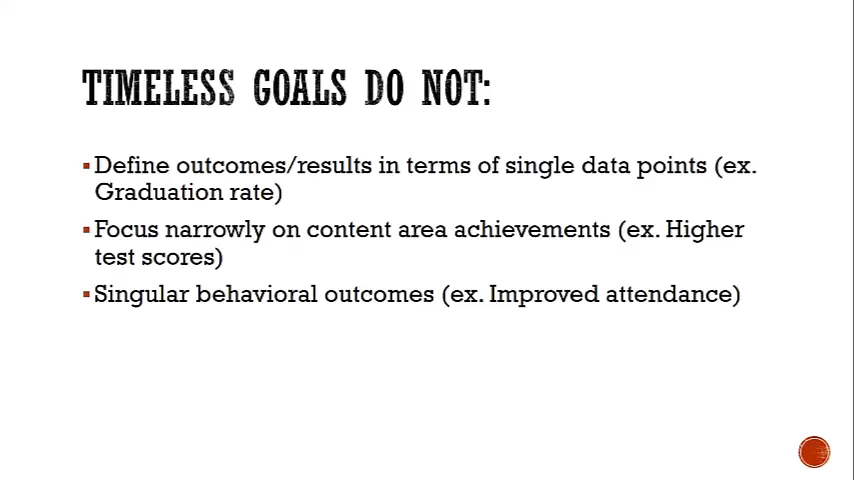 TIMELESS GOALS DO NOT:
▪Define outcomes/results in terms of single data points (ex.
Graduation rate)
▪Focus narrowly on content area achievements (ex. Higher
test scores)
▪Singular behavioral outcomes (ex. Improved attendance)